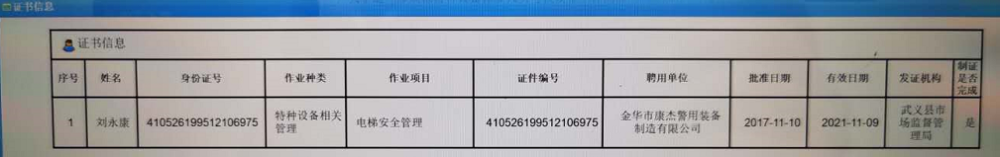 证书信息
证书信息
序号 姓名 身份证号 作业种类 作业项目 证件编号 聘用单位 批准日期 有效日期 发证机构 制证是否完成
1 刘永康 410526199512106975 特种设备相关管理 电梯安全管理 410526199512106975 金华市康杰警用装备制造有限公司 2017-11-10 2021-11-09 武义县市场监督管理局 是